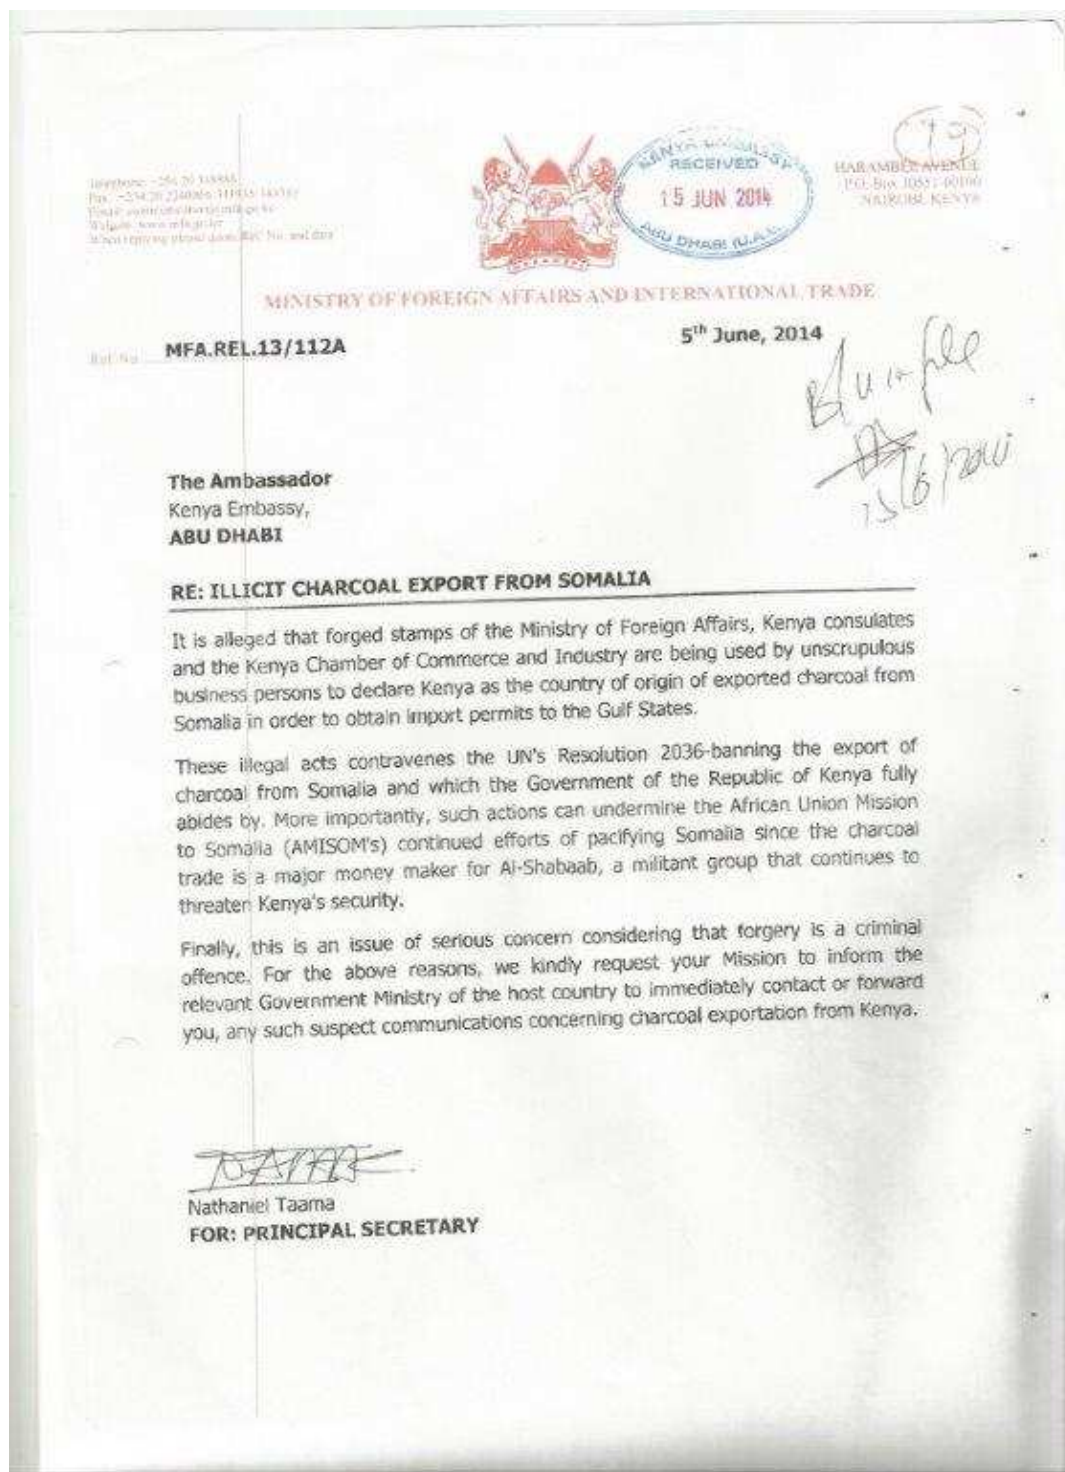 HARAMBEE AVENUE
P.O. Box 30551-00100
NAIROBI, KENYA
KENYA EMBASSY
RECEIVED
15 JUN 2014
ABU DHABI (U.A.E.
MINISTRY OF FOREIGN AFFAIRS AND INTERNATIONAL TRADE
5th June, 2014
Ref. No. MFA.REL.13/112A
The Ambassador
Kenya Embassy,
ABU DHABI
RE: ILLICIT CHARCOAL EXPORT FROM SOMALIA
It is alleged that forged stamps of the Ministry of Foreign Affairs, Kenya consulates
and the Kenya Chamber of Commerce and Industry are being used by unscrupulous
business persons to declare Kenya as the country of origin of exported charcoal from
Somalia in order to obtain import permits to the Gulf States.
These illegal acts contravenes the UN's Resolution 2036-banning the export of
charcoal from Somalia and which the Government of the Republic of Kenya fully
abides by. More importantly, such actions can undermine the African Union Mission
to Somalia (AMISOM's) continued efforts of pacifying Somalia since the charcoal
trade is a major money maker for Al-Shabaab, a militant group that continues to
threaten Kenya's security.
Finally, this is an issue of serious concern considering that forgery is a criminal
offence. For the above reasons, we kindly request your Mission to inform the
relevant Government Ministry of the host country to immediately contact or forward
you, any such suspect communications concerning charcoal exportation from Kenya.
Nathaniel Taama
FOR: PRINCIPAL SECRETARY